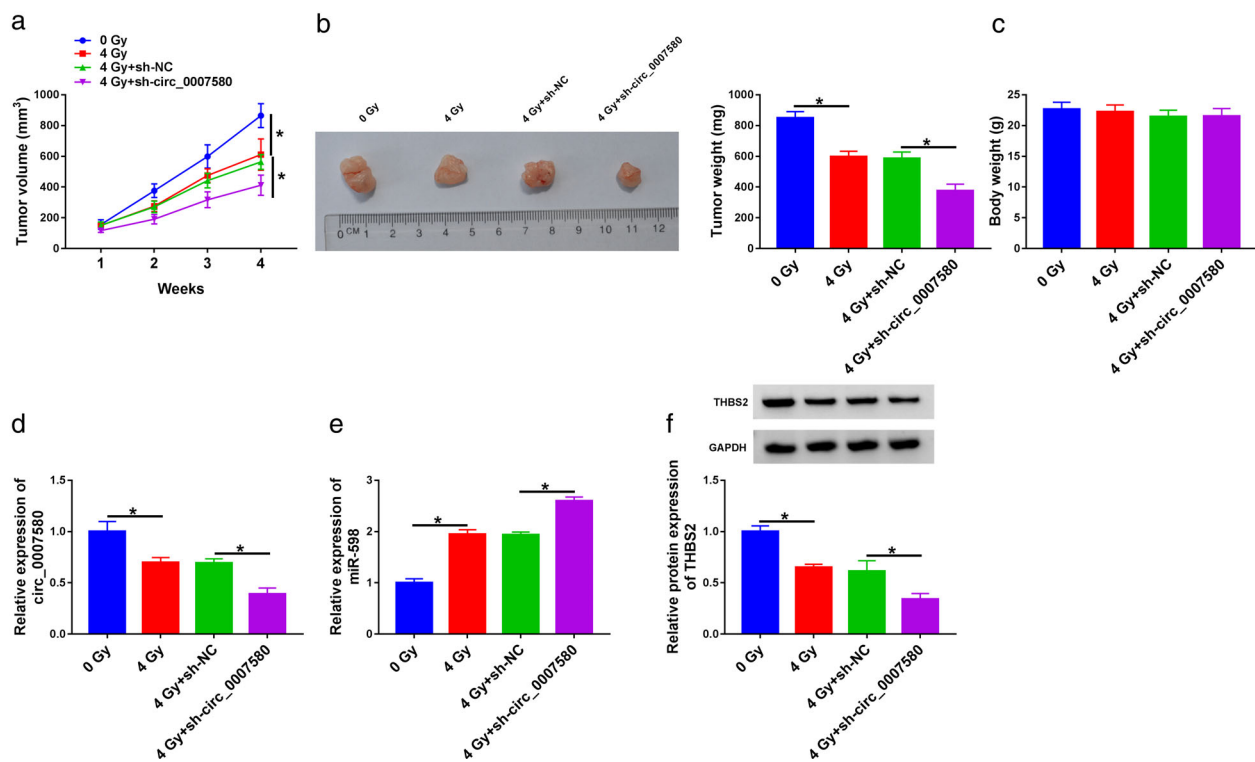 a
0 Gy
4 Gy
4 Gy+sh-NC
4 Gy+sh-circ_0007580
Tumor volume (mm³)
1000
800
600
400
200
0
1 2 3 4
Weeks
*
*
b
0 Gy
4 Gy
4 Gy+sh-NC
4 Gy+sh-circ_0007580
0 CM 1 2 3 4 5 6 7 8 9 10 11 12
Tumor weight (mg)
1000
800
600
400
200
0
*
*
0 Gy
4 Gy
4 Gy+sh-NC
4 Gy+sh-circ_0007580
c
Body weight (g)
25
20
15
10
5
0
0 Gy
4 Gy
4 Gy+sh-NC
4 Gy+sh-circ_0007580
d
Relative expression of
circ_0007580
1.5
1.0
0.5
0.0
*
*
0 Gy
4 Gy
4 Gy+sh-NC
4 Gy+sh-circ_0007580
e
Relative expression of
miR-598
3
2
1
0
*
*
0 Gy
4 Gy
4 Gy+sh-NC
4 Gy+sh-circ_0007580
f
THBS2
GAPDH
Relative protein expression
of THBS2
1.5
1.0
0.5
0.0
*
*
0 Gy
4 Gy
4 Gy+sh-NC
4 Gy+sh-circ_0007580